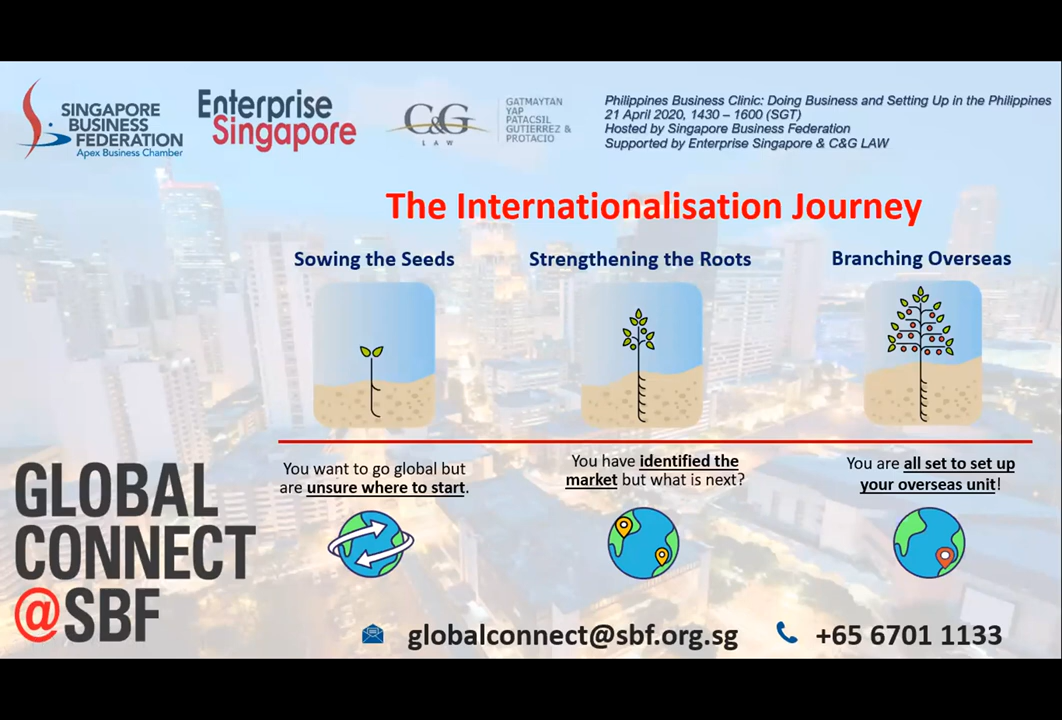 SINGAPORE
BUSINESS
FEDERATION
Apex Business Chamber
Enterprise
Singapore
C&G
LAW
GATMAYTAN
YAP
PATACSIL
GUTIERREZ &
PROTACIO
Philippines Business Clinic: Doing Business and Setting Up in the Philippines
21 April 2020, 1430 – 1600 (SGT)
Hosted by Singapore Business Federation
Supported by Enterprise Singapore & C&G LAW
The Internationalisation Journey
Sowing the Seeds
Strengthening the Roots
Branching Overseas
You want to go global but
are unsure where to start.
You have identified the
market but what is next?
You are all set to set up
your overseas unit!
GLOBAL
CONNECT
@SBF
globalconnect@sbf.org.sg
+65 6701 1133